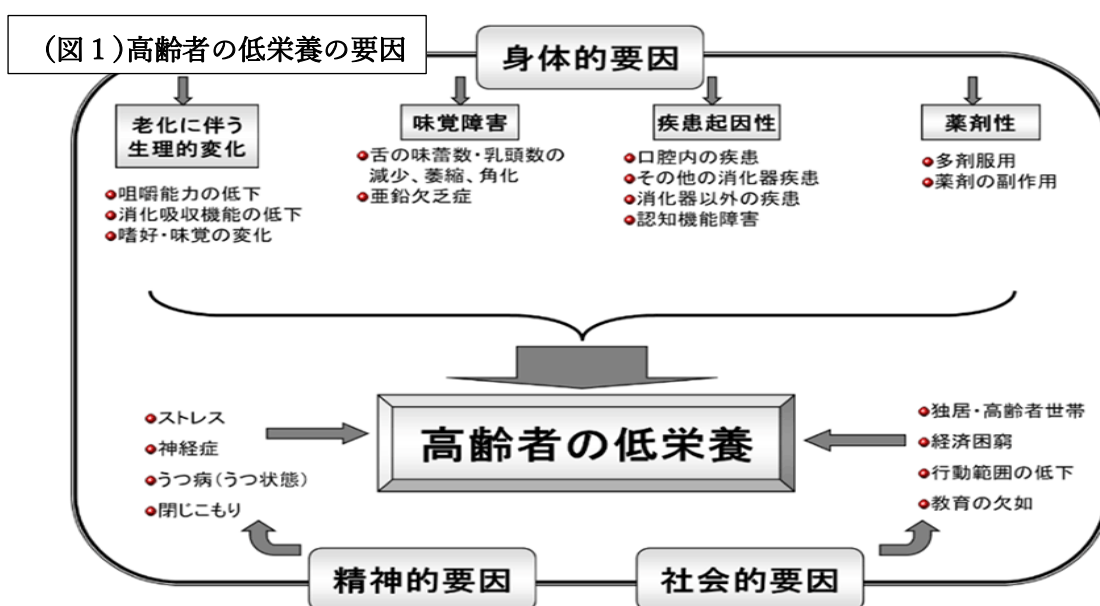 (図1)高齢者の低栄養の要因
身体的要因
老化に伴う
生理的変化
●咀嚼能力の低下
●消化吸収機能の低下
●嗜好・味覚の変化
味覚障害
●舌の味蕾数・乳頭数の
減少、萎縮、角化
●亜鉛欠乏症
疾患起因性
●口腔内の疾患
●その他の消化器疾患
●消化器以外の疾患
●認知機能障害
薬剤性
●多剤服用
●薬剤の副作用
高齢者の低栄養
●ストレス
●神経症
●うつ病(うつ状態)
●閉じこもり
精神的要因
●独居・高齢者世帯
●経済困窮
●行動範囲の低下
●教育の欠如
社会的要因